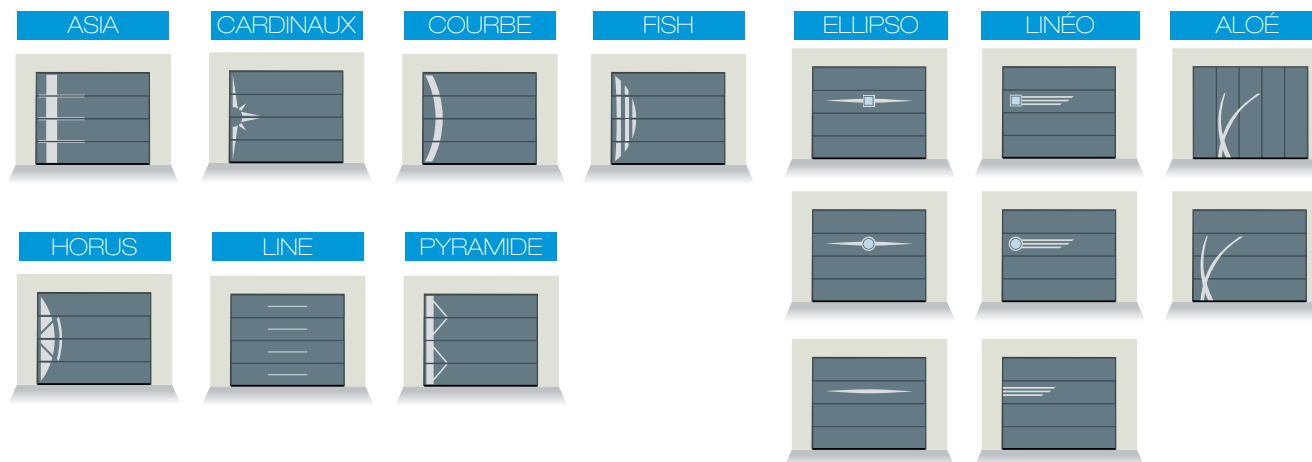 ASIA
CARDINAUX
COURBE
FISH
ELLIPSO
LINÉO
ALOÉ
HORUS
LINE
PYRAMIDE